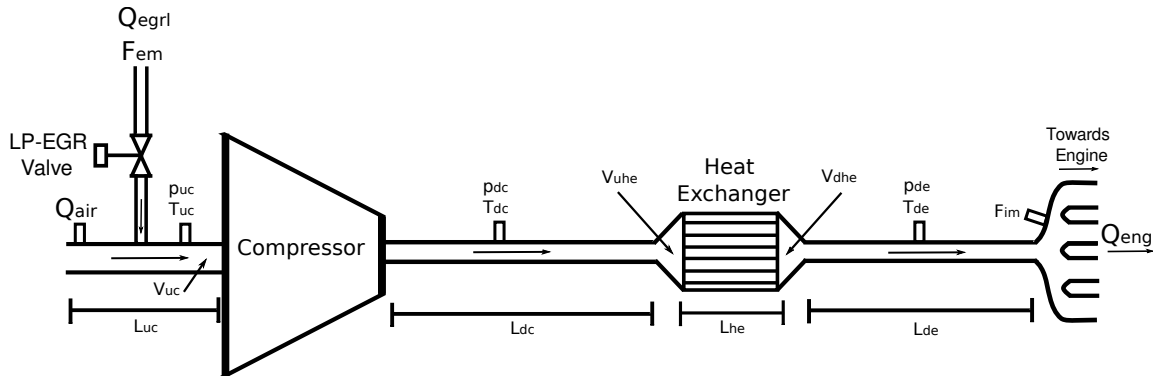 Qegrl
Fem
LP-EGR
Valve
Qair
puc
Tuc
Vuc
Luc
Compressor
pdc
Tdc
Ldc
Vuhe
Heat
Exchanger
Vdhe
Lhe
pde
Tde
Lde
Towards
Engine
Fim
Qeng